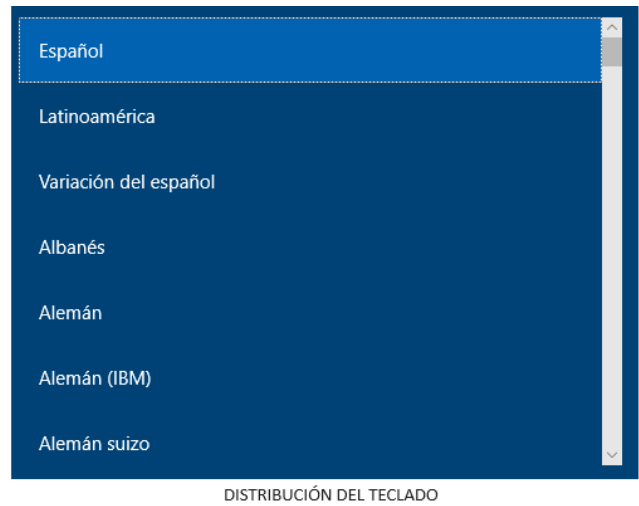 Español
Latinoamérica
Variación del español
Albanés
Alemán
Alemán (IBM)
Alemán suizo
DISTRIBUCIÓN DEL TECLADO